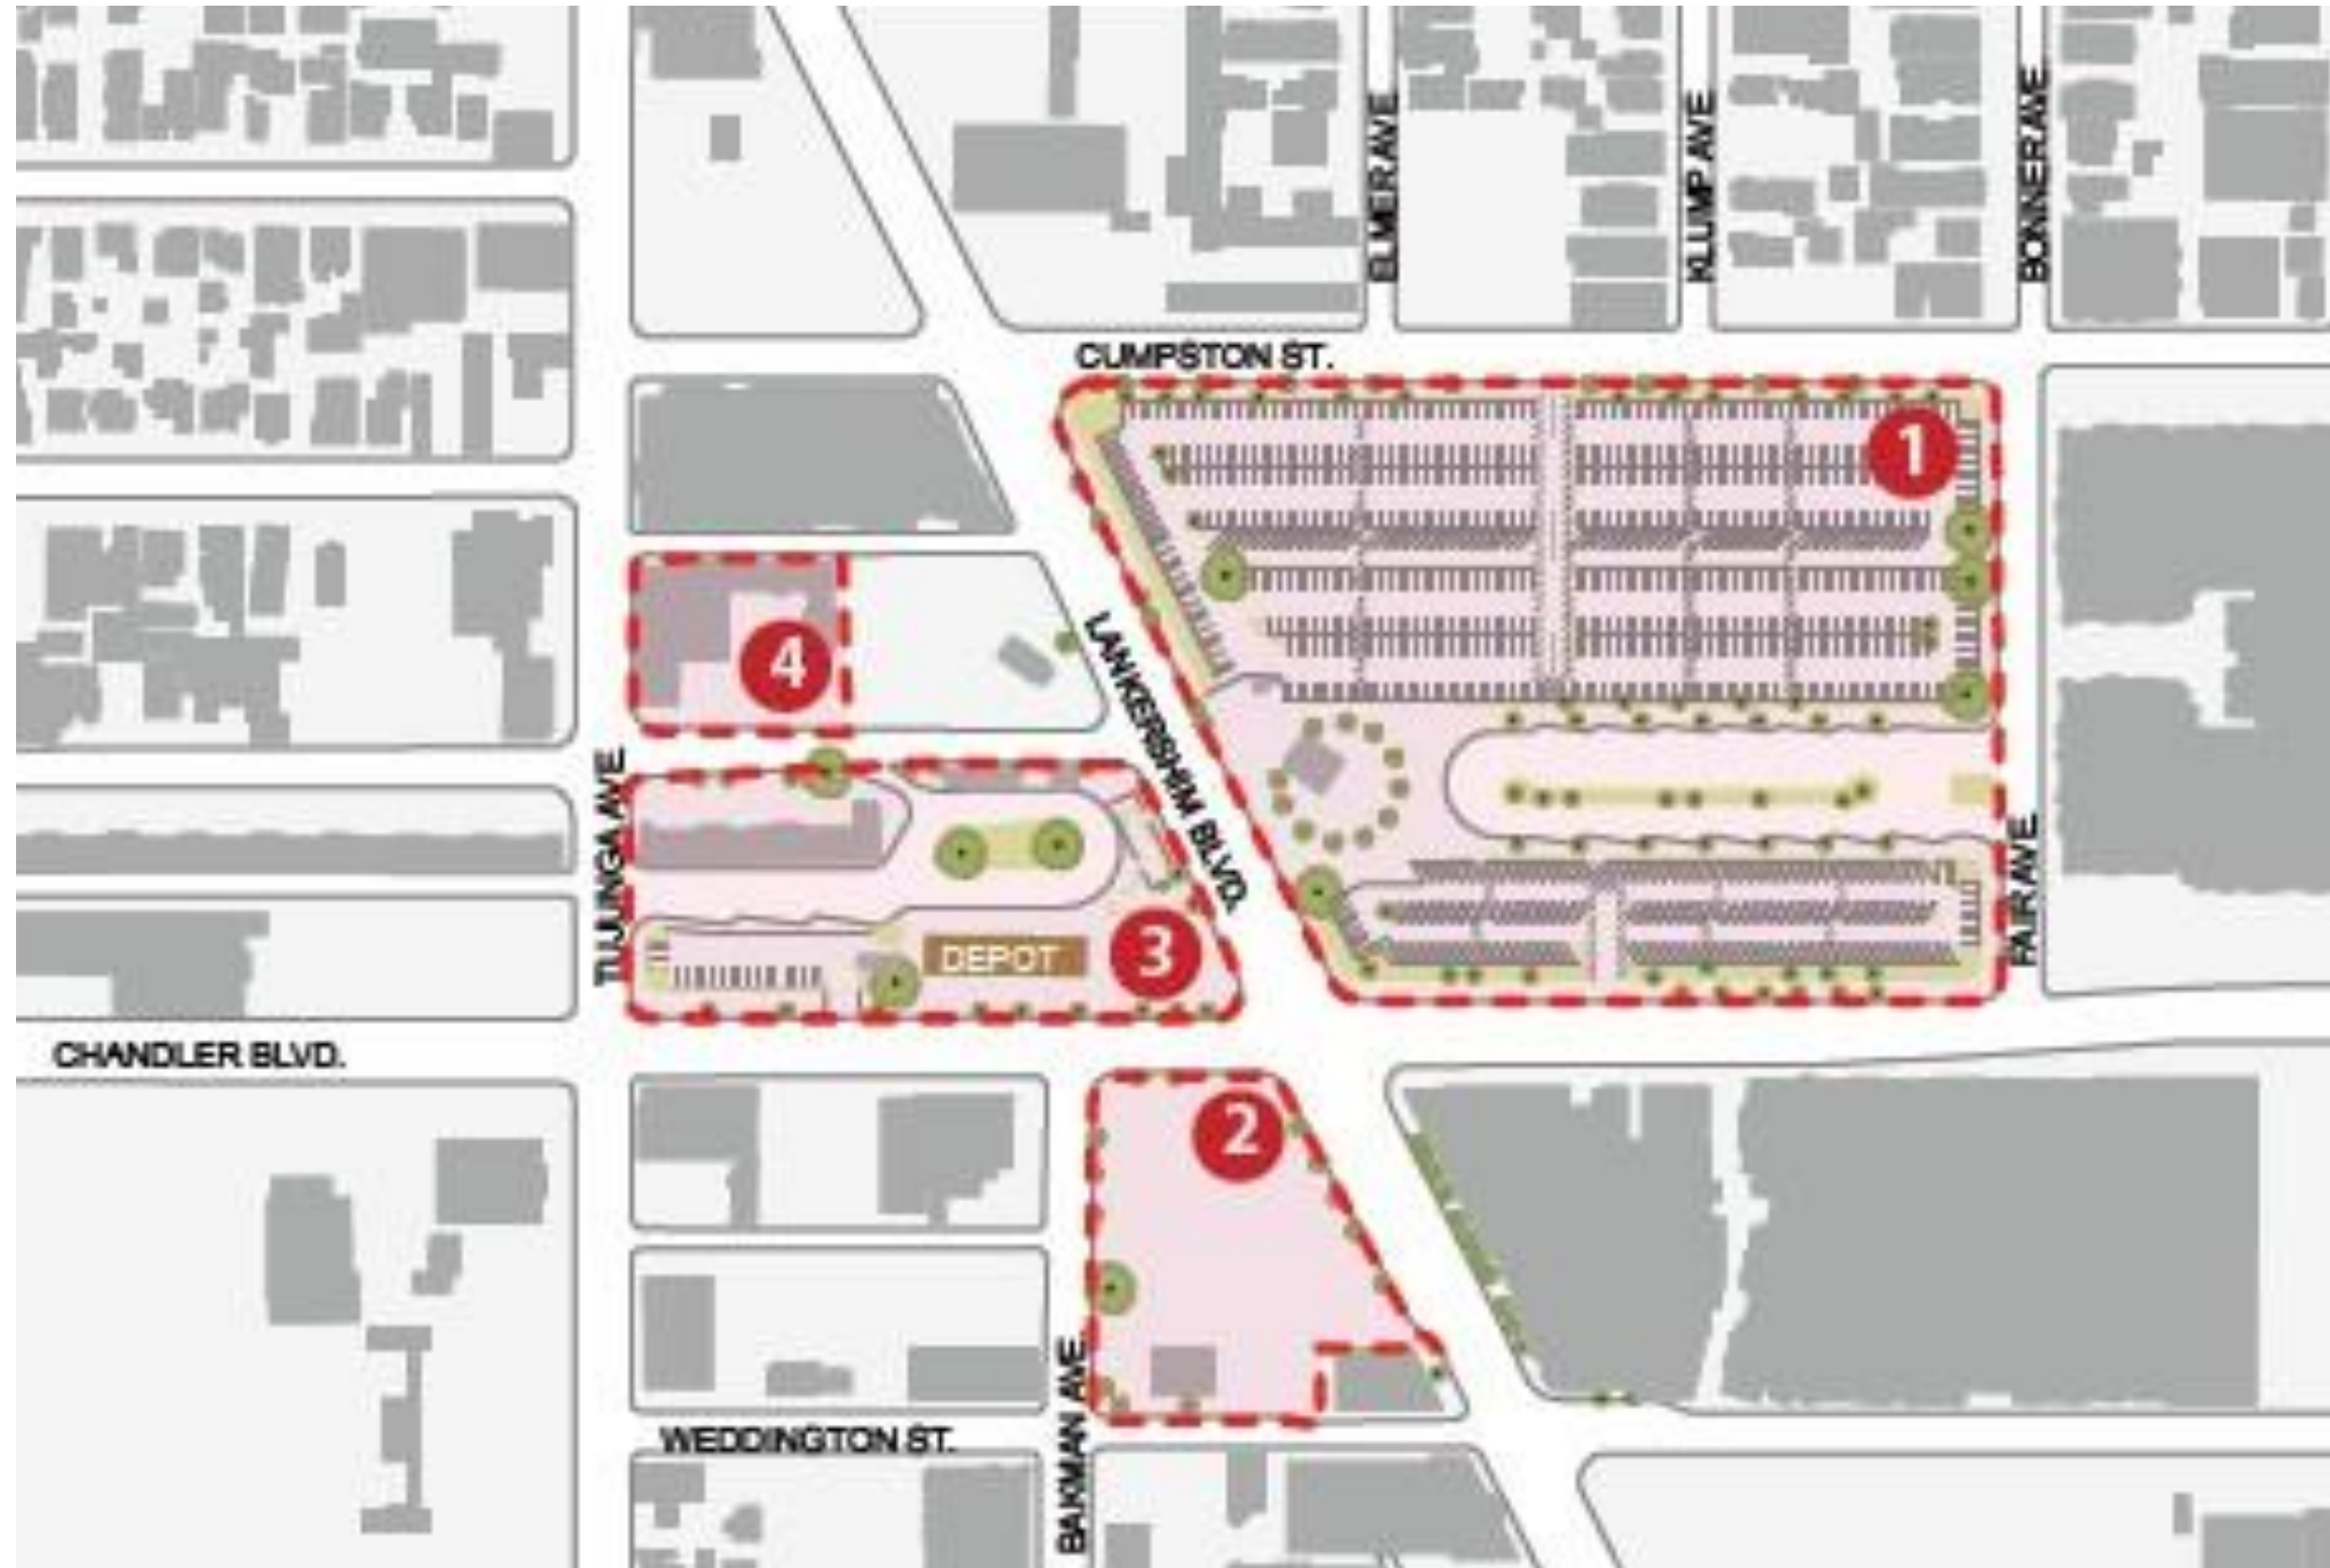 ELMER AVE
KLUMP AVE
BONNER AVE
CUMPSTON ST.
1
4
LANKERSHIM BLVD.
TUJUNGA AVE
FAIR AVE
DEPOT
3
CHANDLER BLVD.
2
BAKMAN AVE
WEDDINGTON ST.